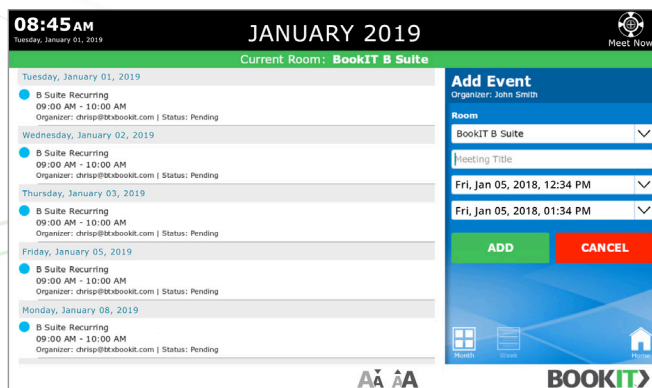 08:45 AM
Tuesday, January 01, 2019
JANUARY 2019
Meet Now
Current Room: BookIT B Suite
Tuesday, January 01, 2019
B Suite Recurring
09:00 AM - 10:00 AM
Organizer: chrisp@btxbookit.com | Status: Pending
Wednesday, January 02, 2019
B Suite Recurring
09:00 AM - 10:00 AM
Organizer: chrisp@btxbookit.com | Status: Pending
Thursday, January 03, 2019
B Suite Recurring
09:00 AM - 10:00 AM
Organizer: chrisp@btxbookit.com | Status: Pending
Friday, January 05, 2019
B Suite Recurring
09:00 AM - 10:00 AM
Organizer: chrisp@btxbookit.com | Status: Pending
Monday, January 08, 2019
B Suite Recurring
09:00 AM - 10:00 AM
Organizer: chrisp@btxbookit.com | Status: Pending
Add Event
Organizer: John Smith
Room
BookIT B Suite
Meeting Title
Fri, Jan 05, 2018, 12:34 PM
Fri, Jan 05, 2018, 01:34 PM
ADD CANCEL
Month Week Home
AA AA
BOOKIT